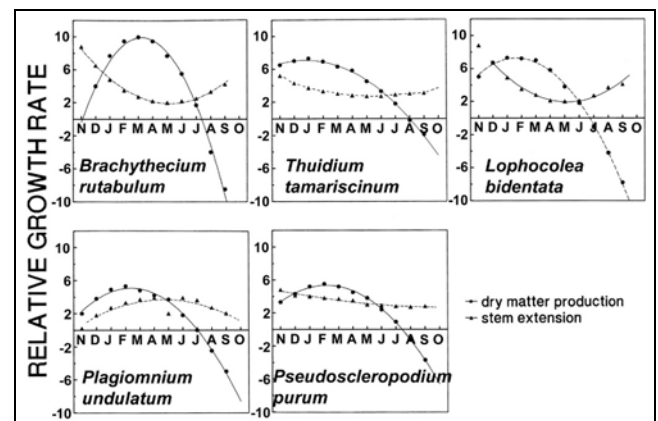 RELATIVE GROWTH RATE
10
6
2
-2
-6
-10
N D J F M A M J J A S O
Brachythecium
rutabulum
10
6
2
-2
-6
-10
N D J F M A M J J A S O
Thuidium
tamariscinum
10
6
2
-2
-6
-10
N D J F M A M J J A S O
Lophocolea
bidentata
10
6
2
-2
-6
-10
N D J F M A M J J A S O
Plagiomnium
undulatum
10
6
2
-2
-6
-10
N D J F M A M J J A S O
Pseudoscleropodium
purum
dry matter production
stem extension